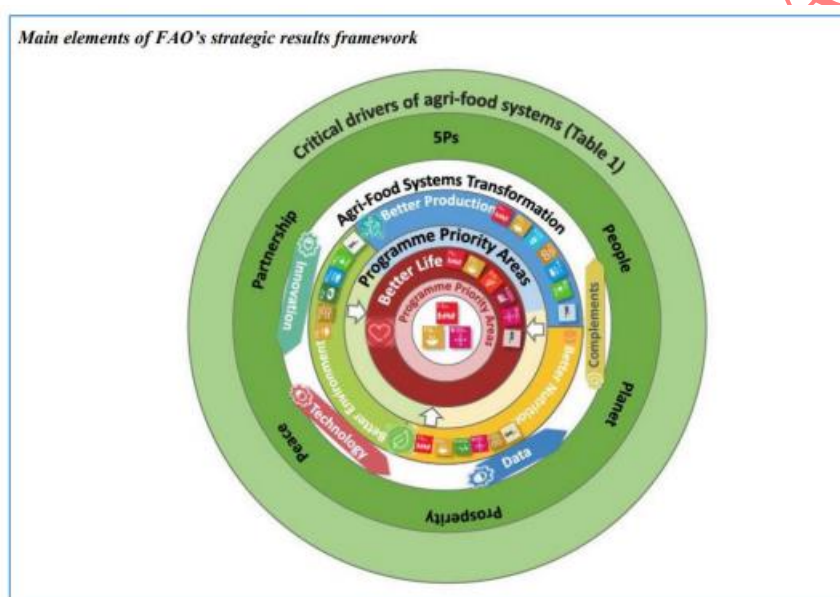 Main elements of FAO's strategic results framework
Critical drivers of agri-food systems (Table 1)
5Ps
People
Planet
Prosperity
Peace
Partnership
Agri-Food Systems Transformation
Innovation
Complements
Technology
Data
Better Production
Better Nutrition
Better Environment
Programme Priority Areas
Better Life
Programme Priority Areas